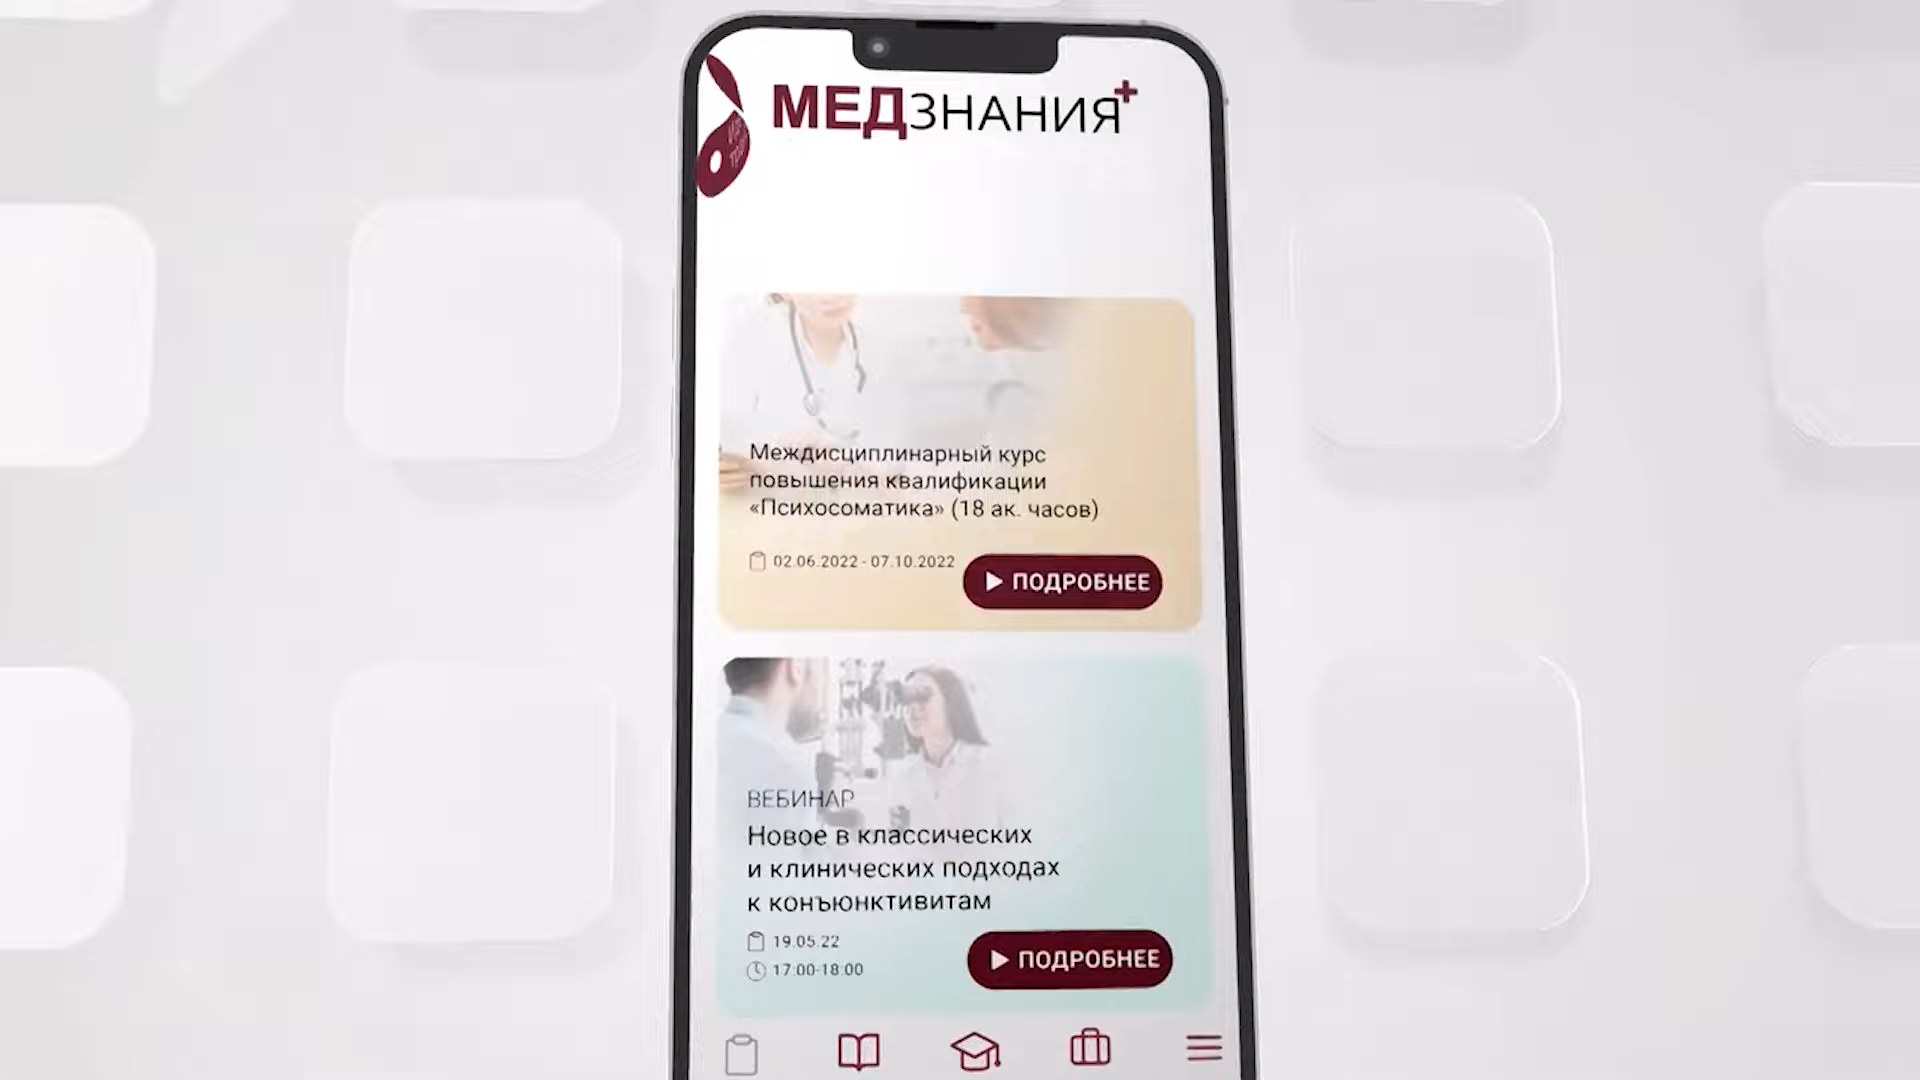 МЕДЗНАНИЯ+
Междисциплинарный курс
повышения квалификации
«Психосоматика» (18 ак. часов)
02.06.2022 - 07.10.2022
ПОДРОБНЕЕ
ВЕБИНАР
Новое в классических
и клинических подходах
к конъюнктивитам
19.05.22
17:00-18:00
ПОДРОБНЕЕ